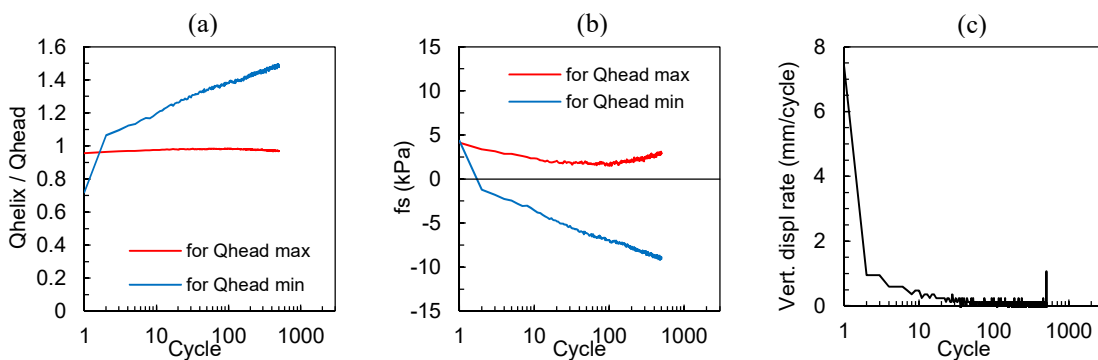 (a)
Qhelix / Qhead
1.6
1.4
1.2
1
0.8
0.6
0.4
0.2
0
for Qhead max
for Qhead min
1 10 100 1000
Cycle
(b)
fs (kPa)
15
10
5
0
-5
-10
-15
for Qhead max
for Qhead min
1 10 100 1000
Cycle
(c)
Vert. displ rate (mm/cycle)
8
6
4
2
0
1 10 100 1000
Cycle